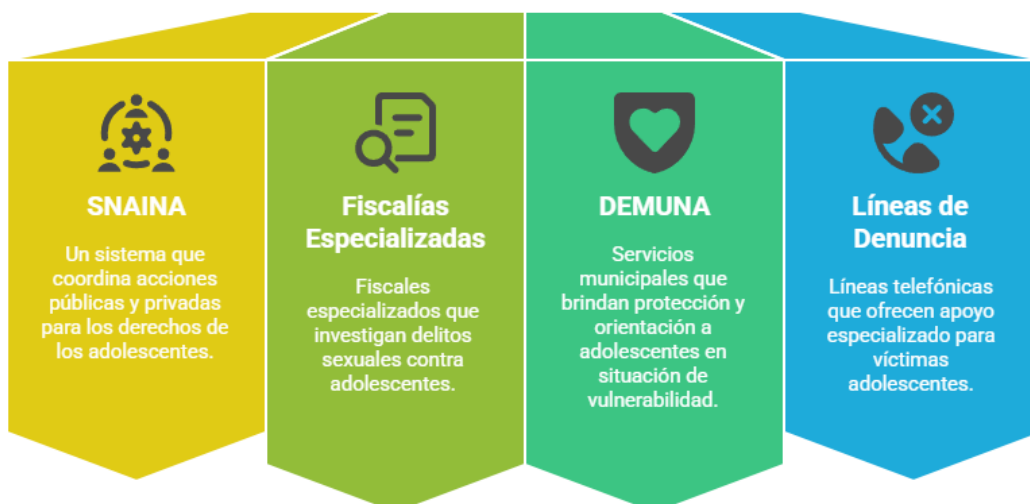 SNAINA
Un sistema que
coordina acciones
públicas y privadas
para los derechos de
los adolescentes.
Fiscalías
Especializadas
Fiscales
especializados que
investigan delitos
sexuales contra
adolescentes.
DEMUNA
Servicios
municipales que
brindan protección y
orientación a
adolescentes en
situación de
vulnerabilidad.
Líneas de
Denuncia
Líneas telefónicas
que ofrecen apoyo
especializado para
víctimas
adolescentes.